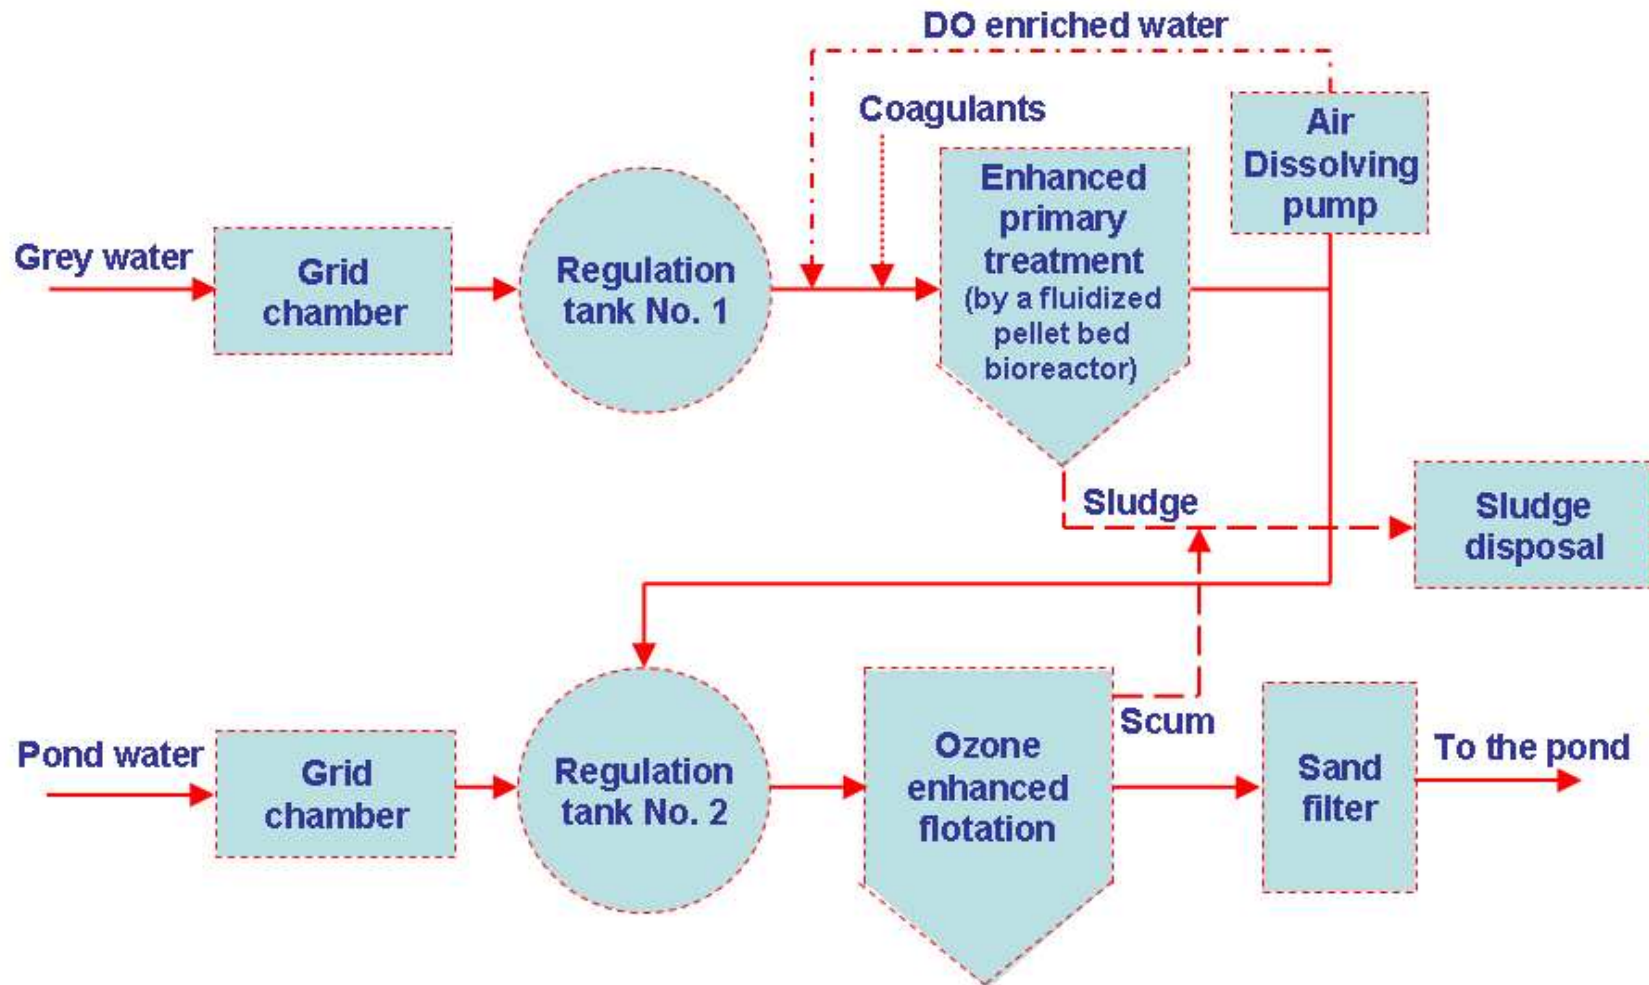 DO enriched water
Coagulants
Air
Dissolving
pump
Enhanced
primary
treatment
(by a fluidized
pellet bed
bioreactor)
Grey water
Grid
chamber
Regulation
tank No. 1
Sludge
Sludge
disposal
Pond water
Grid
chamber
Regulation
tank No. 2
Ozone
enhanced
flotation
Scum
Sand
filter
To the pond